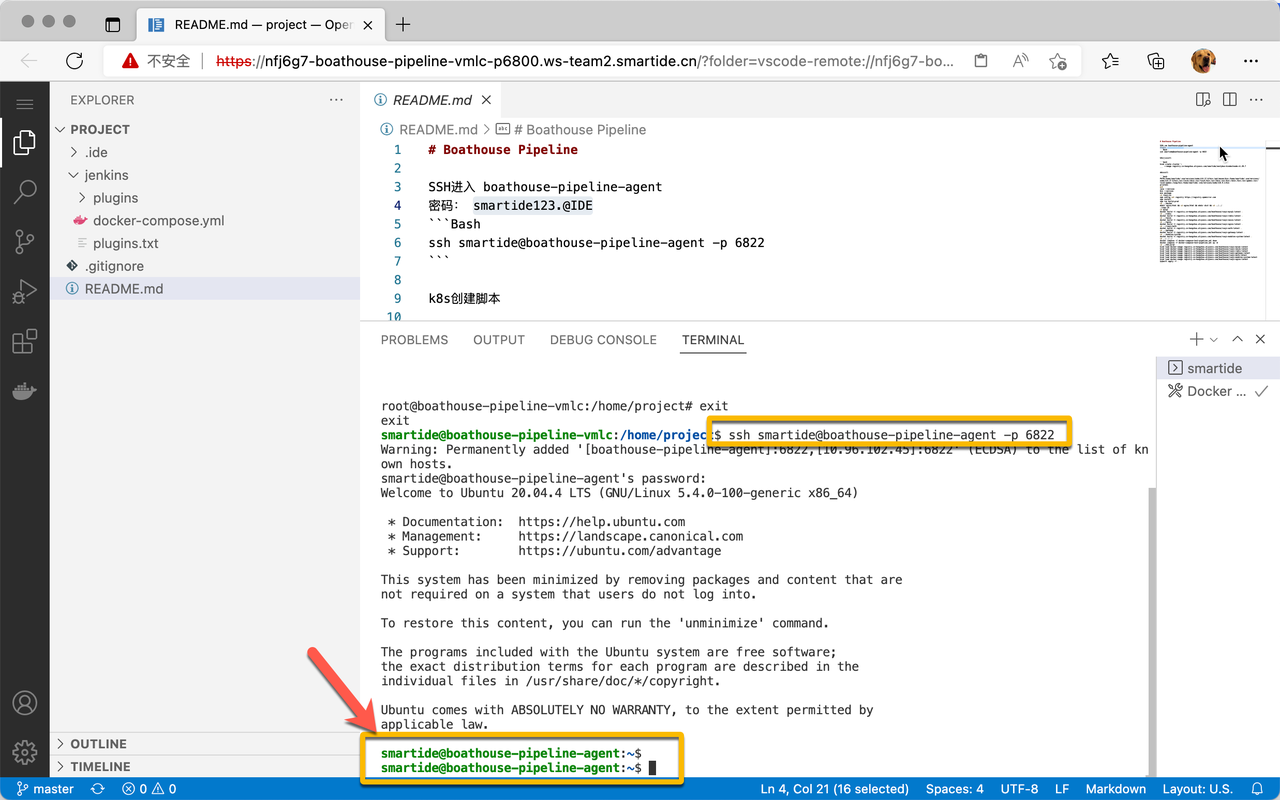 README.md — project — Oper
不安全
https://nfj6g7-boathouse-pipeline-vmlc-p6800.ws-team2.smartide.cn/?folder=vscode-remote://nfj6g7-bo...
EXPLORER
PROJECT
.ide
jenkins
plugins
docker-compose.yml
plugins.txt
.gitignore
README.md
OUTLINE
TIMELINE
README.md
README.md > # Boathouse Pipeline
1 # Boathouse Pipeline
2
3 SSH进入 boathouse-pipeline-agent
4 密码： smartide123.@IDE
5 ```Bash
6 ssh smartide@boathouse-pipeline-agent -p 6822
7 ```
8
9 k8s创建脚本
10
PROBLEMS OUTPUT DEBUG CONSOLE TERMINAL
smartide
Docker ...
root@boathouse-pipeline-vmlc:/home/project# exit
exit
smartide@boathouse-pipeline-vmlc:/home/projec$ ssh smartide@boathouse-pipeline-agent -p 6822
Warning: Permanently added '[boathouse-pipeline-agent]:6822,[10.96.102.45]:6822' (ECDSA) to the list of kn
own hosts.
smartide@boathouse-pipeline-agent's password:
Welcome to Ubuntu 20.04.4 LTS (GNU/Linux 5.4.0-100-generic x86_64)
* Documentation: https://help.ubuntu.com
* Management: https://landscape.canonical.com
* Support: https://ubuntu.com/advantage
This system has been minimized by removing packages and content that are
not required on a system that users do not log into.
To restore this content, you can run the 'unminimize' command.
The programs included with the Ubuntu system are free software;
the exact distribution terms for each program are described in the
individual files in /usr/share/doc/*/copyright.
Ubuntu comes with ABSOLUTELY NO WARRANTY, to the extent permitted by
applicable law.
smartide@boathouse-pipeline-agent:~$
smartide@boathouse-pipeline-agent:~$
master 0 0 Ln 4, Col 21 (16 selected) Spaces: 4 UTF-8 LF Markdown Layout: U.S.